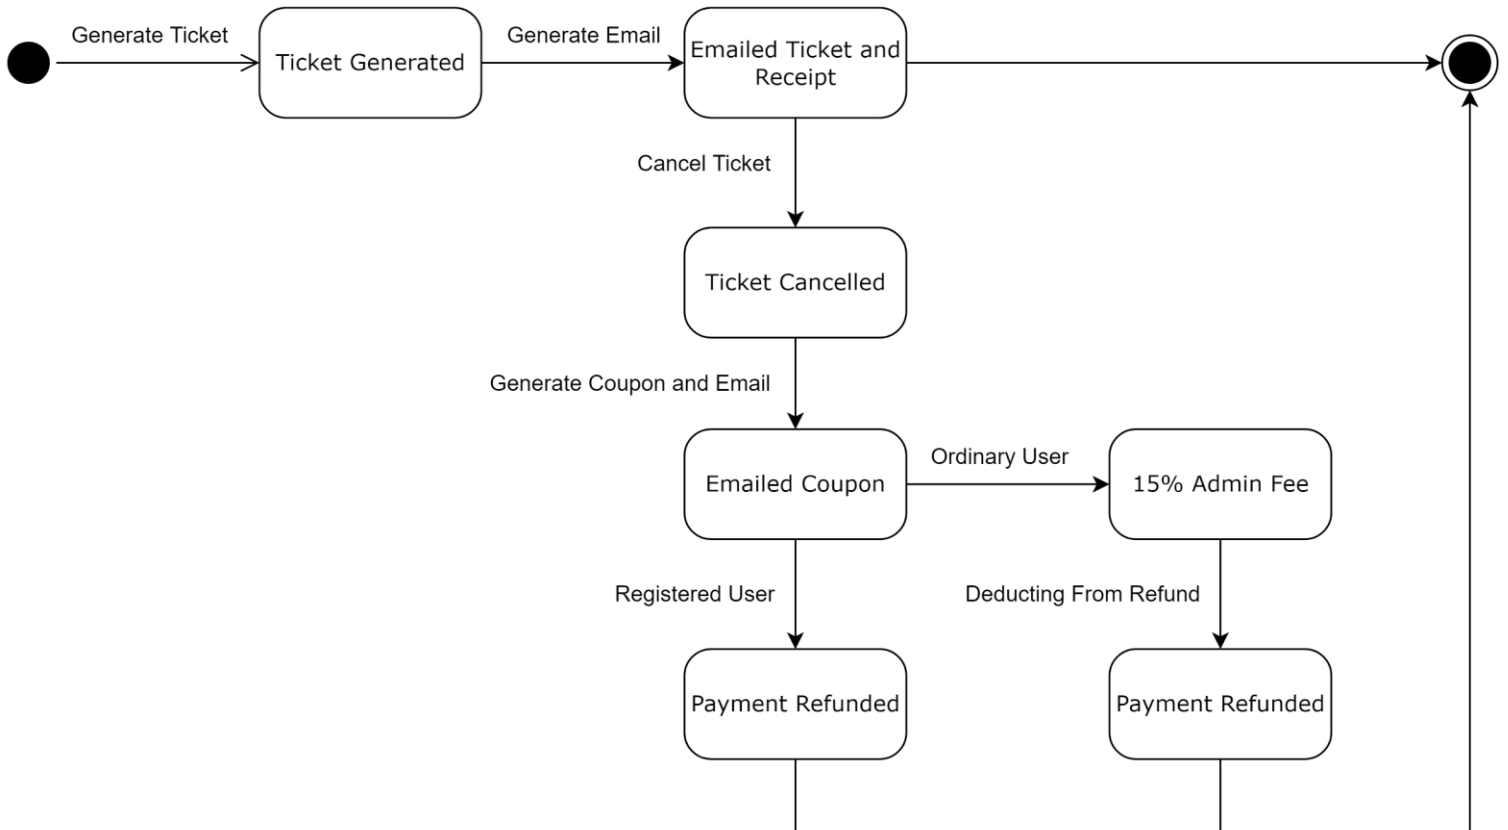 Generate Ticket
Ticket Generated
Generate Email
Emailed Ticket and
Receipt
Cancel Ticket
Ticket Cancelled
Generate Coupon and Email
Emailed Coupon
Ordinary User
15% Admin Fee
Registered User
Deducting From Refund
Payment Refunded
Payment Refunded